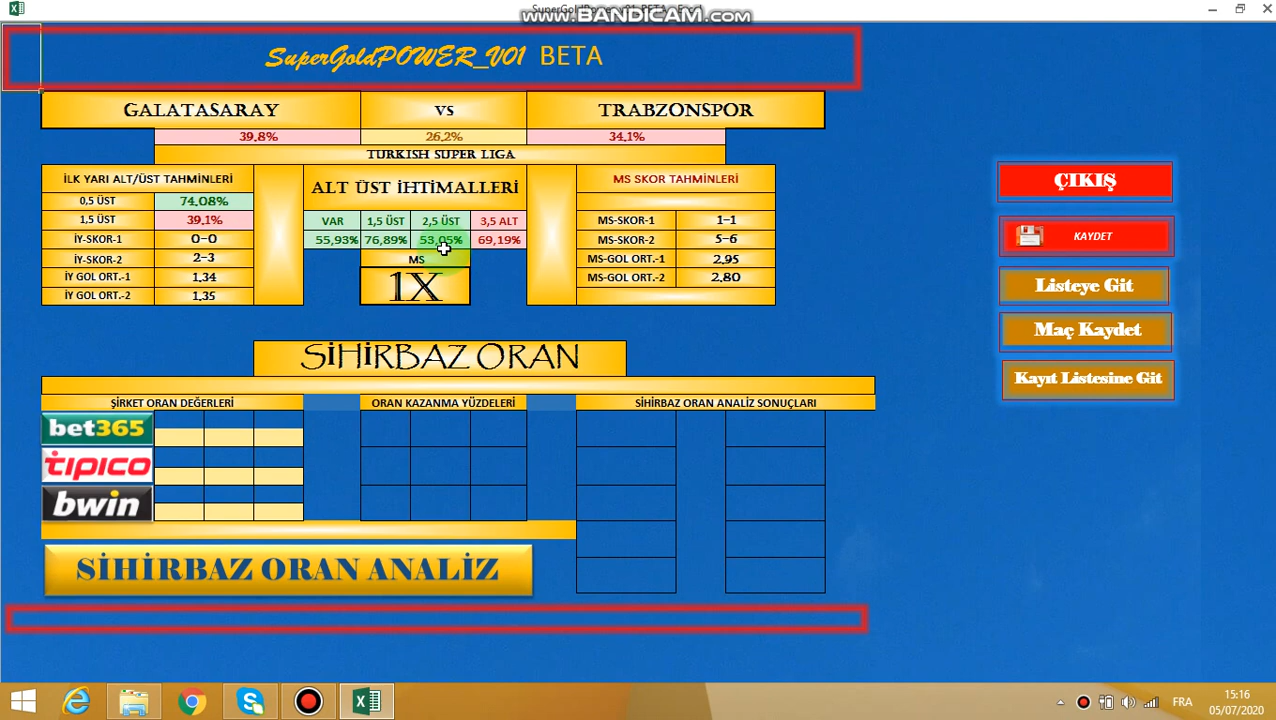 WWW.BANDICAM.COM
SuperGoldPOWER_V01 BETA
GALATASARAY VS TRABZONSPOR
39.8% 26.2% 34.1%
TURKISH SUPER LIGA
İLK YARI ALT/ÜST TAHMİNLERİ
0,5 ÜST 74.08%
1,5 ÜST 39.1%
İY-SKOR-1 0-0
İY-SKOR-2 2-3
İY GOL ORT.-1 1.34
İY GOL ORT.-2 1.35
ALT ÜST İHTİMALLERİ
VAR 1,5 ÜST 2,5 ÜST 3,5 ALT
55,93% 76,89% 53,05% 69,19%
MS
1X
MS SKOR TAHMİNLERİ
MS-SKOR-1 1-1
MS-SKOR-2 5-6
MS-GOL ORT.-1 2.95
MS-GOL ORT.-2 2.80
ÇIKIŞ
KAYDET
Listeye Git
Maç Kaydet
Kayıt Listesine Git
SİHİRBAZ ORAN
ŞİRKET ORAN DEĞERLERİ ORAN KAZANMA YÜZDELERİ SİHİRBAZ ORAN ANALİZ SONUÇLARI
bet365
tipico
bwin
SİHİRBAZ ORAN ANALİZ
FRA
15:16
05/07/2020